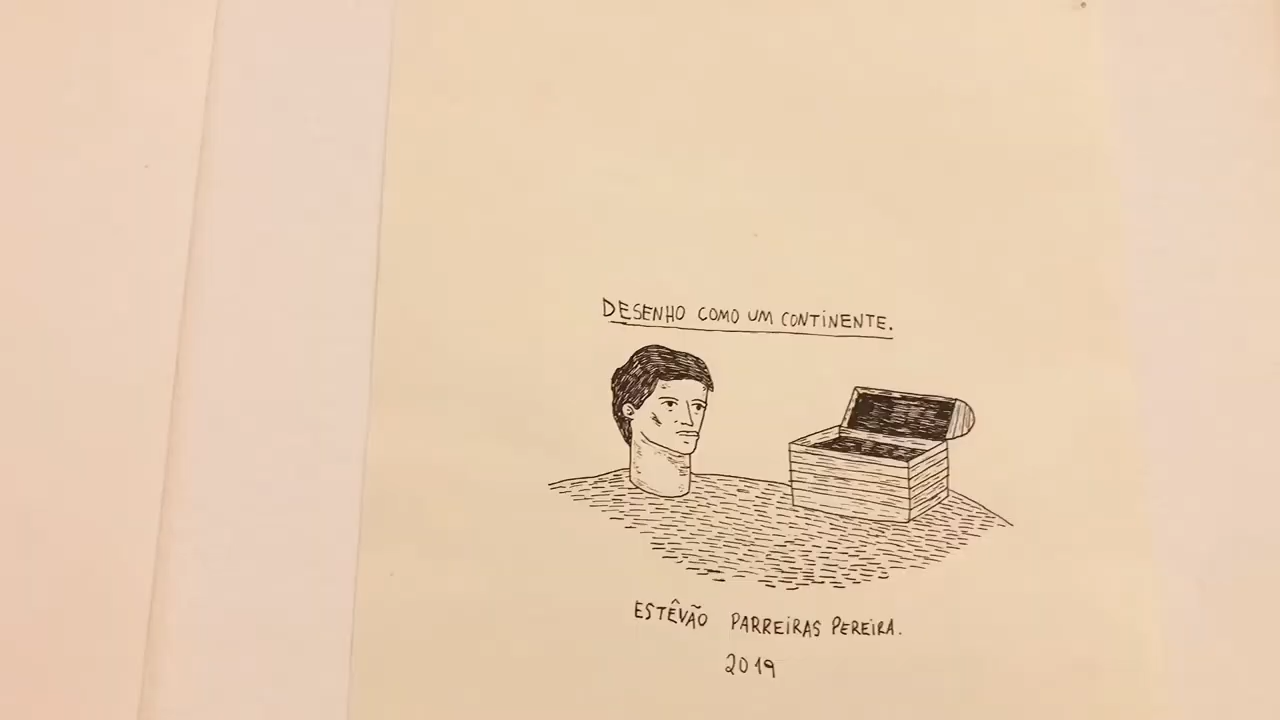 DESENHO COMO UM CONTINENTE.
ESTÊVÃO PARREIRAS PEREIRA.
2019